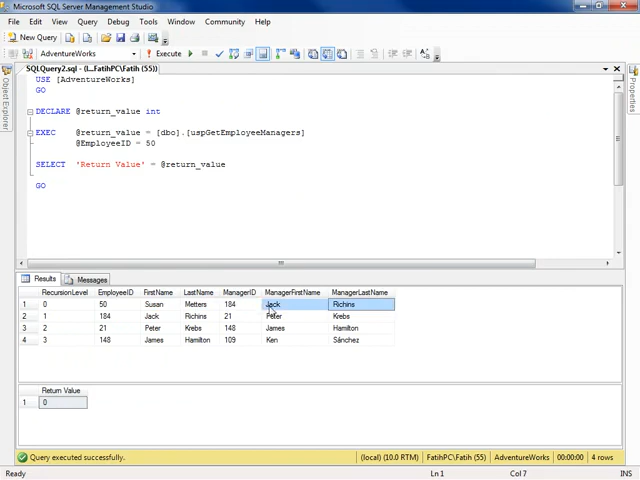 Microsoft SQL Server Management Studio
File Edit View Query Debug Tools Window Community Help
New Query
AdventureWorks Execute
SQLQuery2.sql - (l...FatihPC\Fatih (55))
Object Explorer
Properties
USE [AdventureWorks]
GO
DECLARE @return_value int
EXEC @return_value = [dbo].[uspGetEmployeeManagers]
@EmployeeID = 50
SELECT 'Return Value' = @return_value
GO
Results Messages
RecursionLevel EmployeeID FirstName LastName ManagerID ManagerFirstName ManagerLastName
1 0 50 Susan Metters 184 Jack Richins
2 1 184 Jack Richins 21 Peter Krebs
3 2 21 Peter Krebs 148 James Hamilton
4 3 148 James Hamilton 109 Ken Sánchez
Return Value
1 0
Query executed successfully. (local) (10.0 RTM) FatihPC\Fatih (55) AdventureWorks 00:00:00 4 rows
Ready Ln 1 Col 7 INS